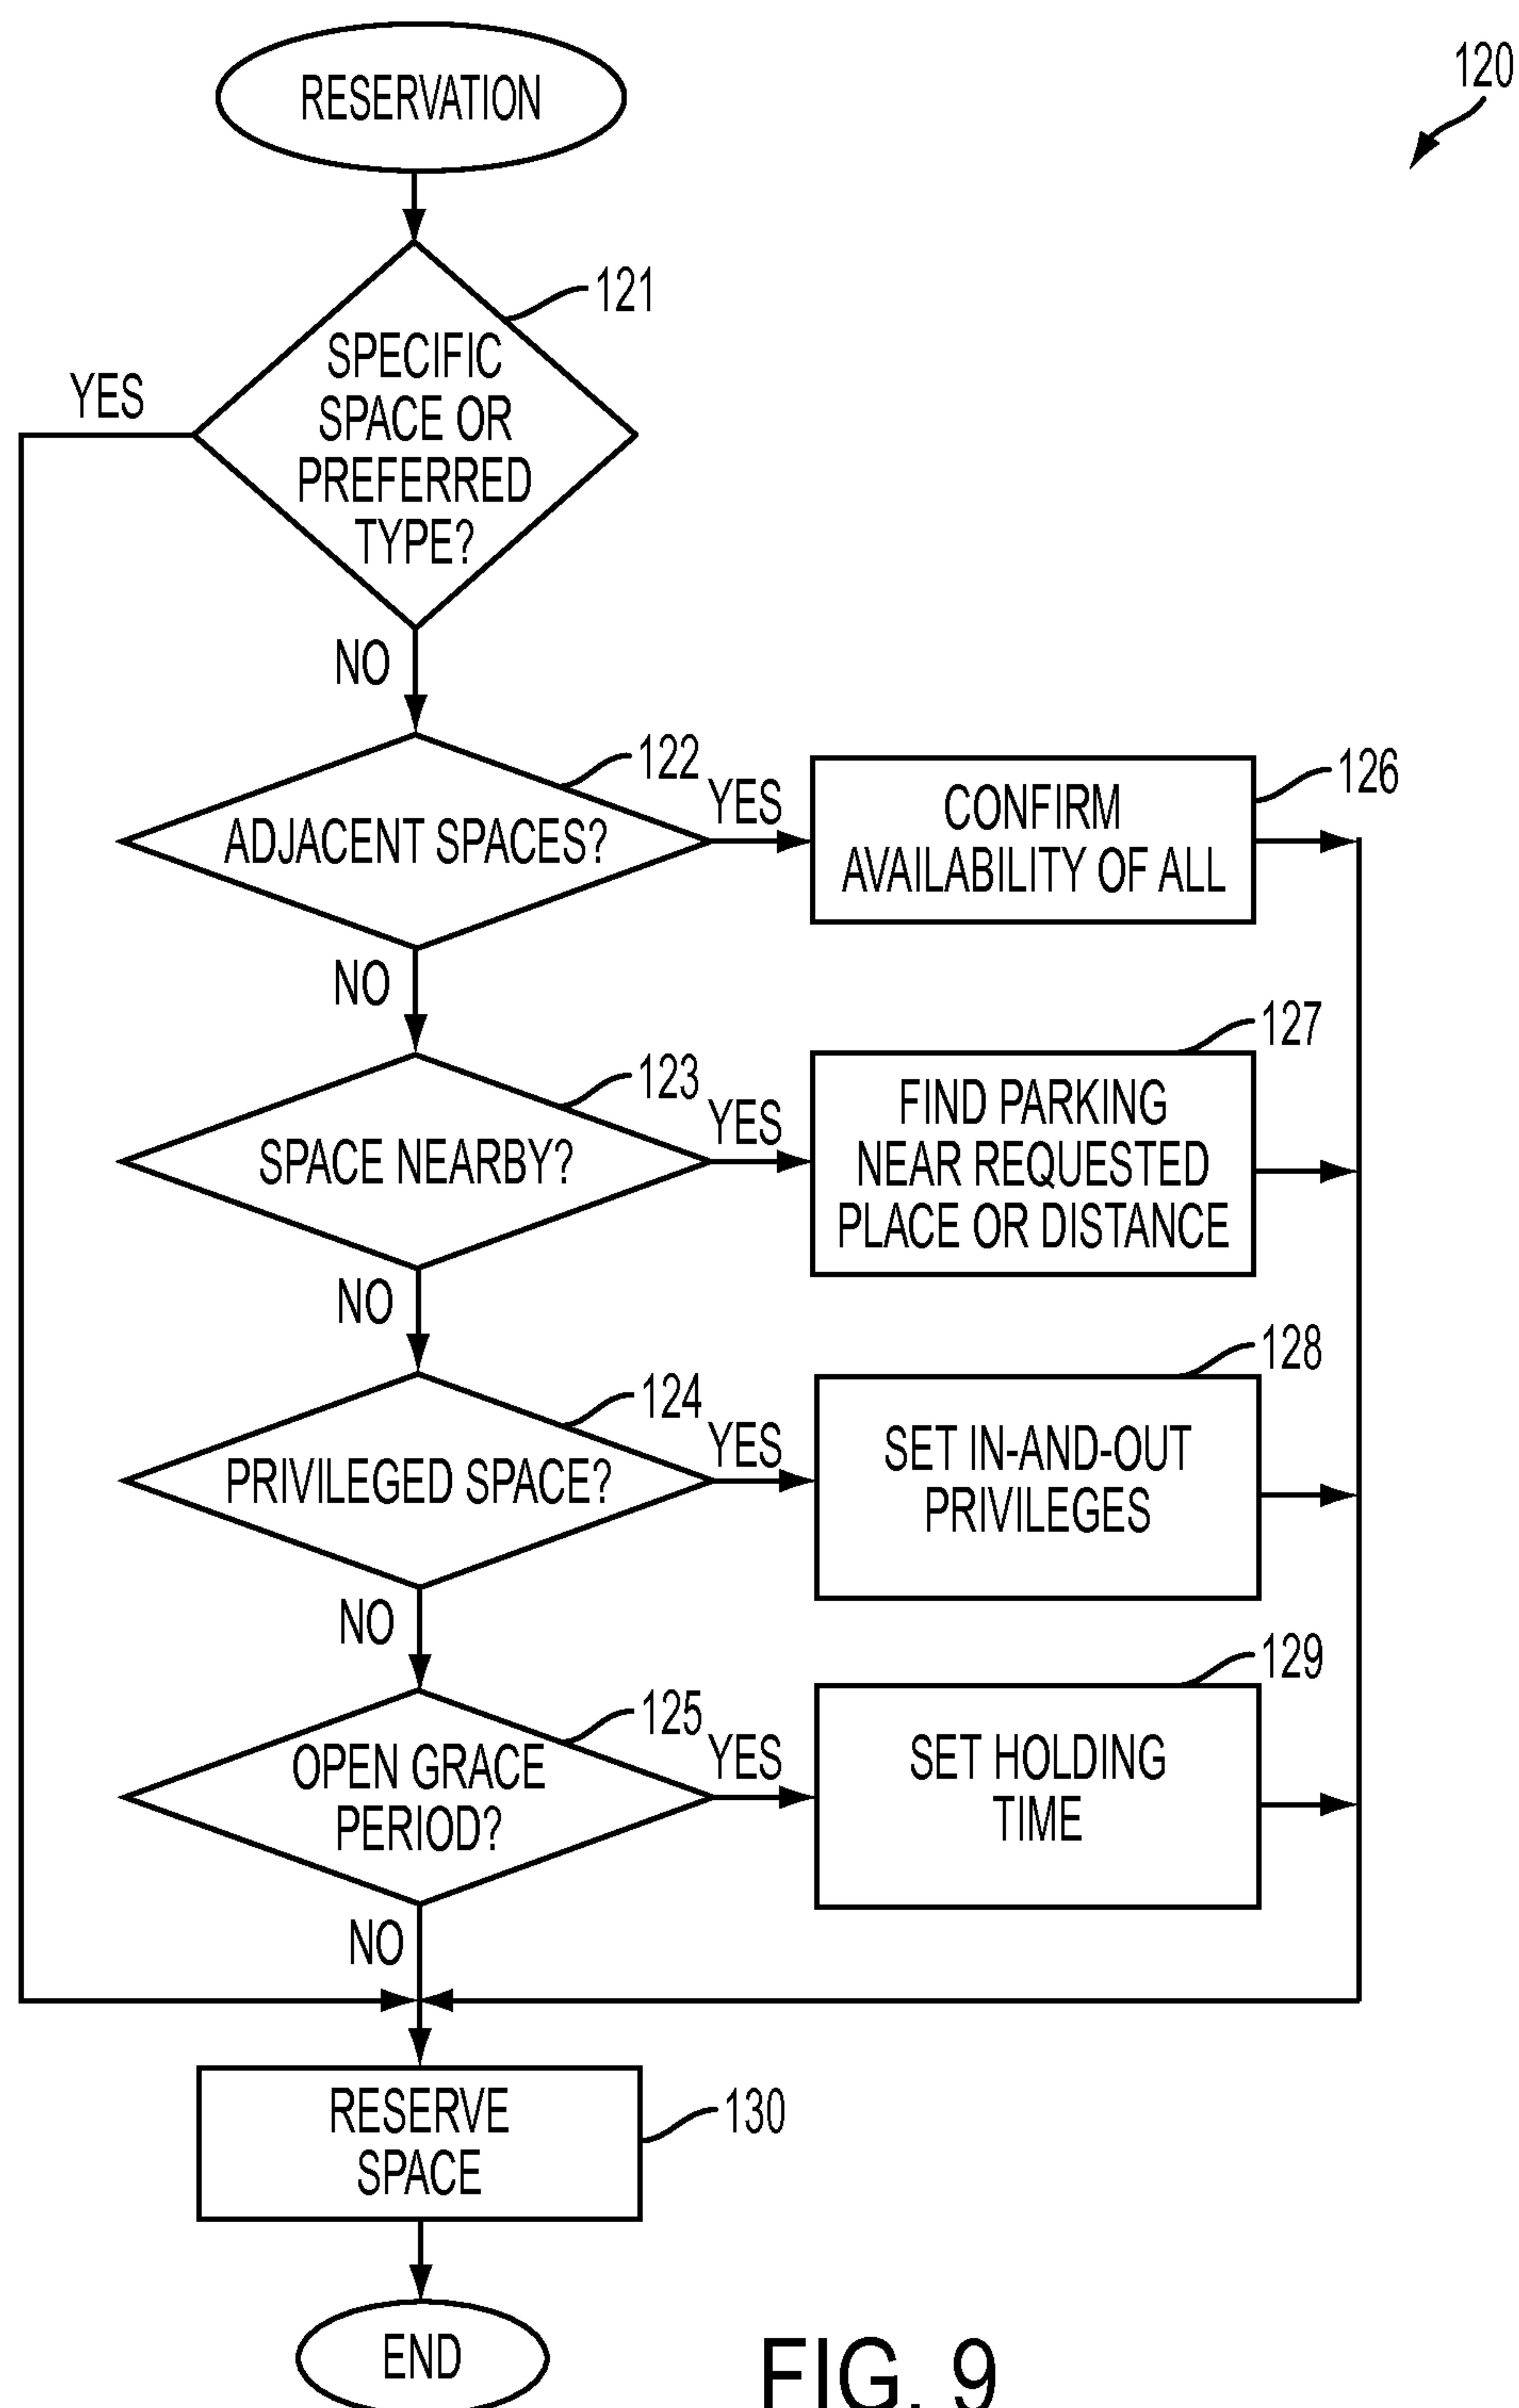 RESERVATION
120
121
SPECIFIC
SPACE OR
PREFERRED
TYPE?
YES
NO
122
ADJACENT SPACES?
YES
CONFIRM
AVAILABILITY OF ALL
126
NO
123
SPACE NEARBY?
YES
FIND PARKING
NEAR REQUESTED
PLACE OR DISTANCE
127
NO
124
PRIVILEGED SPACE?
YES
SET IN-AND-OUT
PRIVILEGES
128
NO
125
OPEN GRACE
PERIOD?
YES
SET HOLDING
TIME
129
NO
RESERVE
SPACE
130
END
FIG. 9